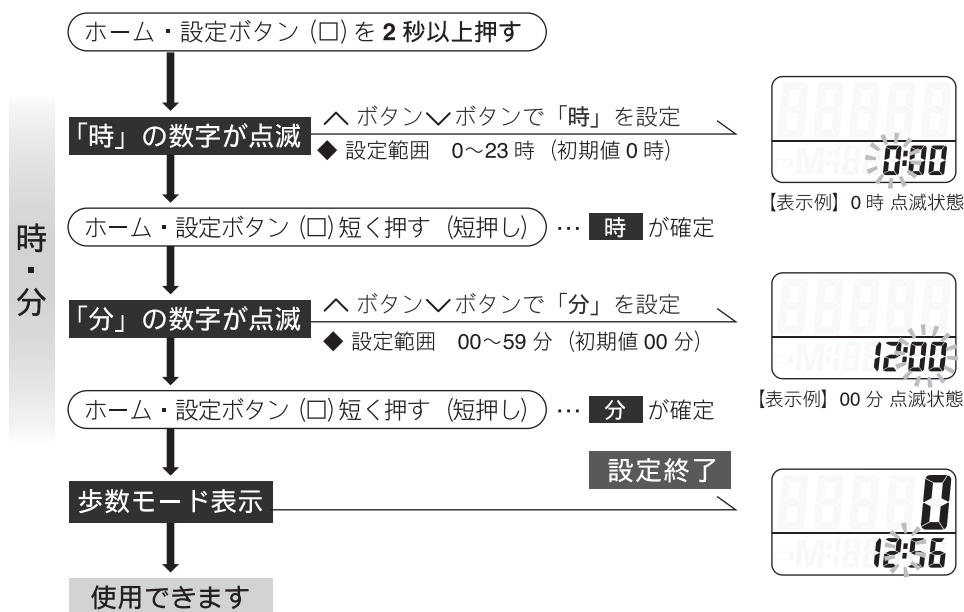 ホーム・設定ボタン(□)を 2 秒以上押す
時・分
「時」の数字が点滅
∧ ボタン∨ボタンで「時」を設定
◆ 設定範囲 0〜23 時 (初期値 0 時)
0:00
【表示例】0 時 点滅状態
ホーム・設定ボタン(□)短く押す (短押し) … 時 が確定
「分」の数字が点滅
∧ ボタン∨ボタンで「分」を設定
◆ 設定範囲 00〜59 分 (初期値 00 分)
12:00
【表示例】00 分 点滅状態
ホーム・設定ボタン(□)短く押す (短押し) … 分 が確定
設定終了
歩数モード表示
0
12:56
使用できます